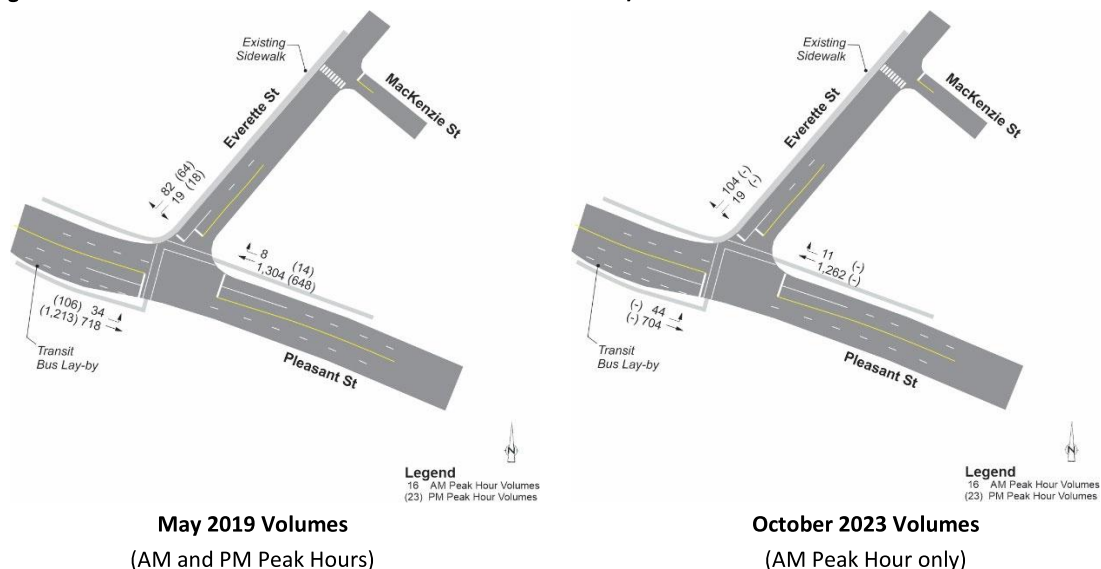 Existing
Sidewalk
Everette St
MacKenzie St
82 (64)
19 (18)
8 (14)
1,304 (648)
(106) 34
(1,213) 718
Transit
Bus Lay-by
Pleasant St
N
Legend
16 AM Peak Hour Volumes
(23) PM Peak Hour Volumes
May 2019 Volumes
(AM and PM Peak Hours)
Existing
Sidewalk
Everette St
MacKenzie St
104 (-)
19 (-)
11 (-)
1,262 (-)
(-) 44
(-) 704
Transit
Bus Lay-by
Pleasant St
N
Legend
16 AM Peak Hour Volumes
(23) PM Peak Hour Volumes
October 2023 Volumes
(AM Peak Hour only)